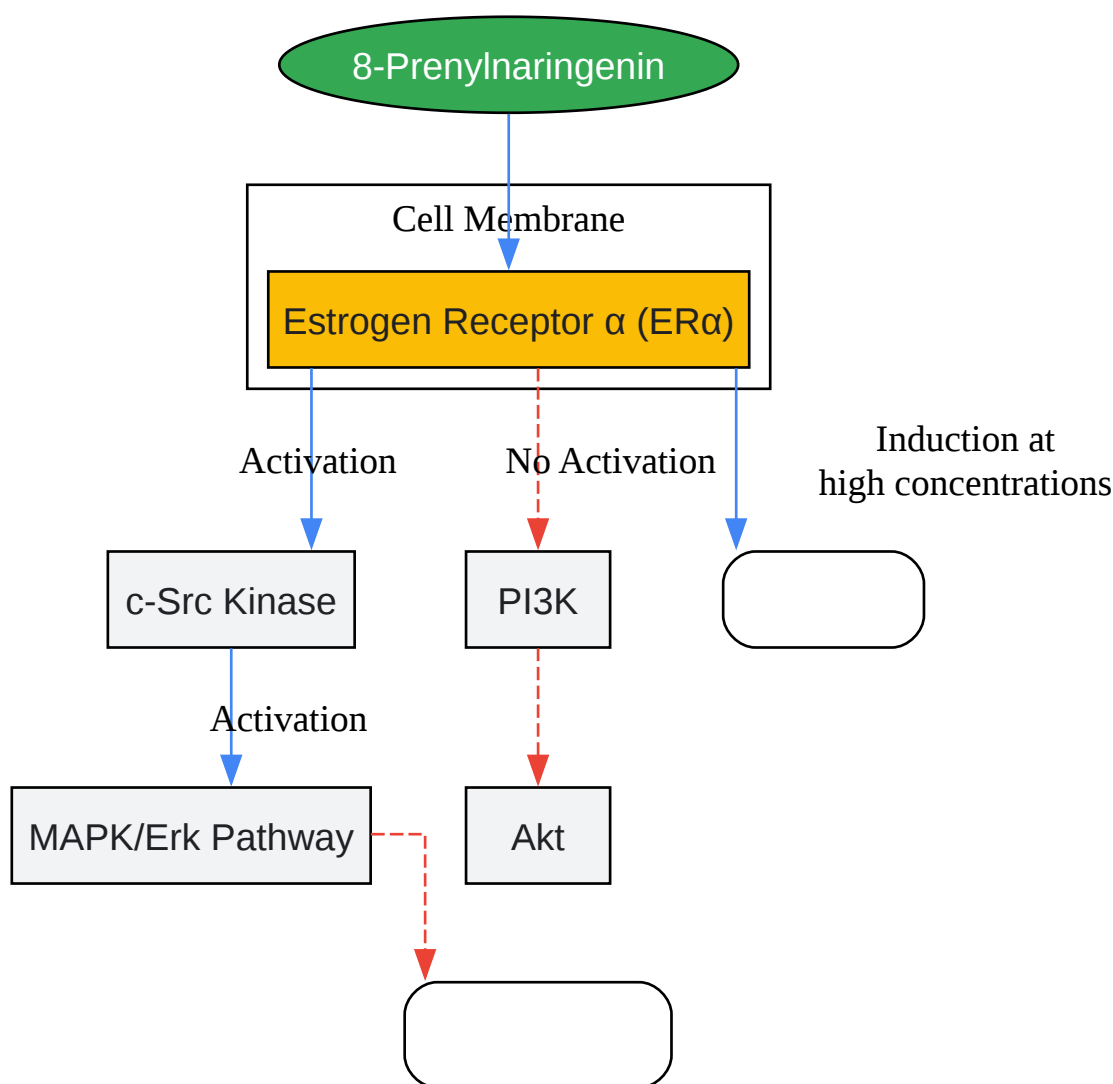 8-Prenylnaringenin
Cell Membrane
Estrogen Receptor α (ERα)
Activation
No Activation
Induction at
high concentrations
c-Src Kinase
PI3K
Activation
MAPK/Erk Pathway
Akt